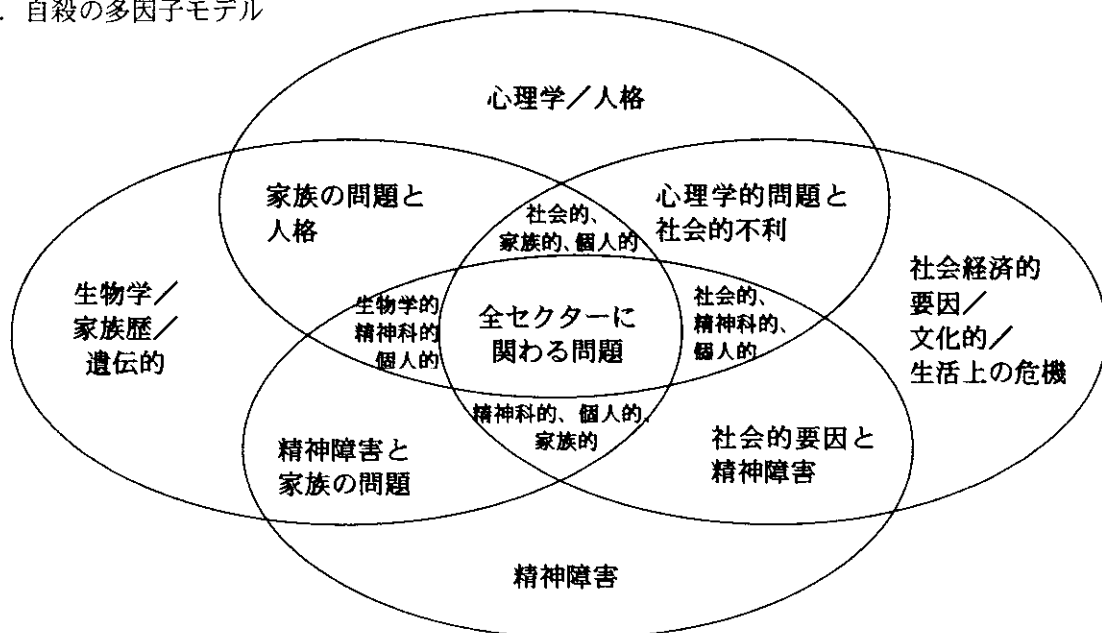 . 自殺の多因子モデル
心理学／人格
家族の問題と
人格
社会的、
家族的、個人的
心理学的問題と
社会的不利
生物学／
家族歴／
遺伝的
生物学的
精神科的
個人的
全セクターに
関わる問題
社会的、
精神科的、
個人的
社会経済的
要因／
文化的／
生活上の危機
精神障害と
家族の問題
精神科的、個人的、
家族的
社会的要因と
精神障害
精神障害